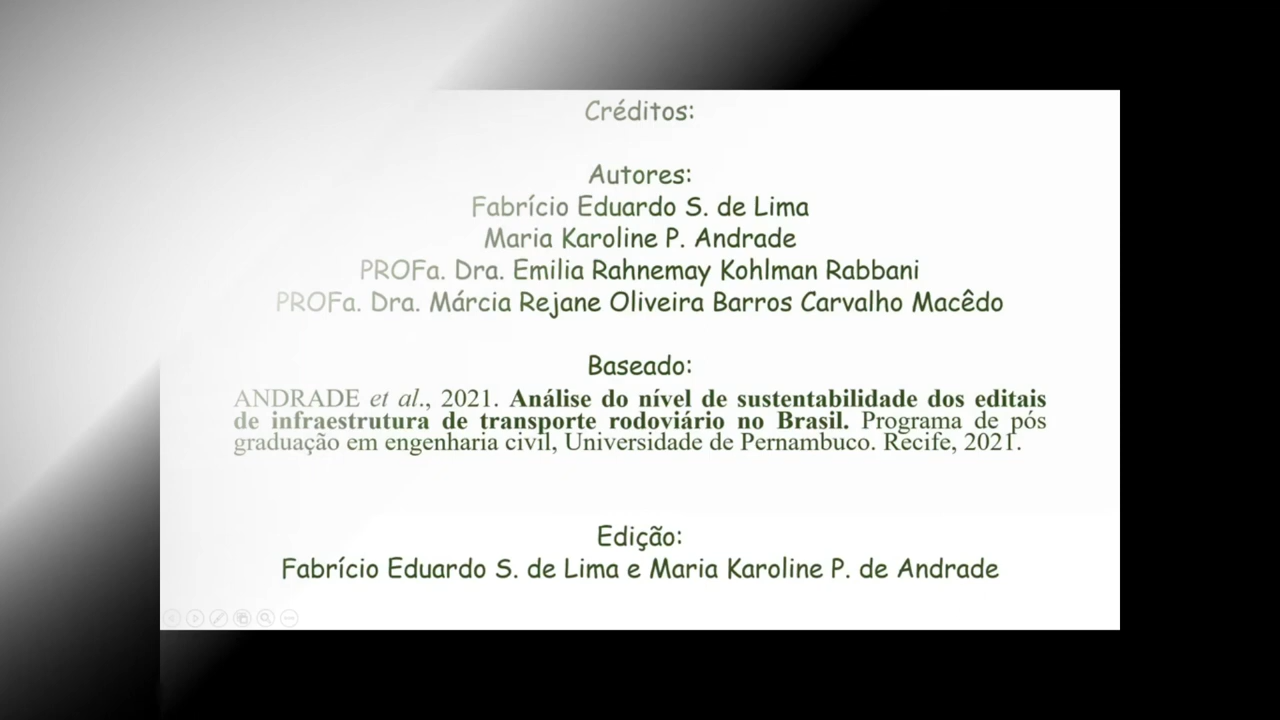 Créditos:
Autores:
Fabrício Eduardo S. de Lima
Maria Karoline P. Andrade
PROFa. Dra. Emilia Rahnemay Kohlman Rabbani
PROFa. Dra. Márcia Rejane Oliveira Barros Carvalho Macêdo
Baseado:
ANDRADE et al., 2021. Análise do nível de sustentabilidade dos editais
de infraestrutura de transporte rodoviário no Brasil. Programa de pós
graduação em engenharia civil, Universidade de Pernambuco. Recife, 2021.
Edição:
Fabrício Eduardo S. de Lima e Maria Karoline P. de Andrade